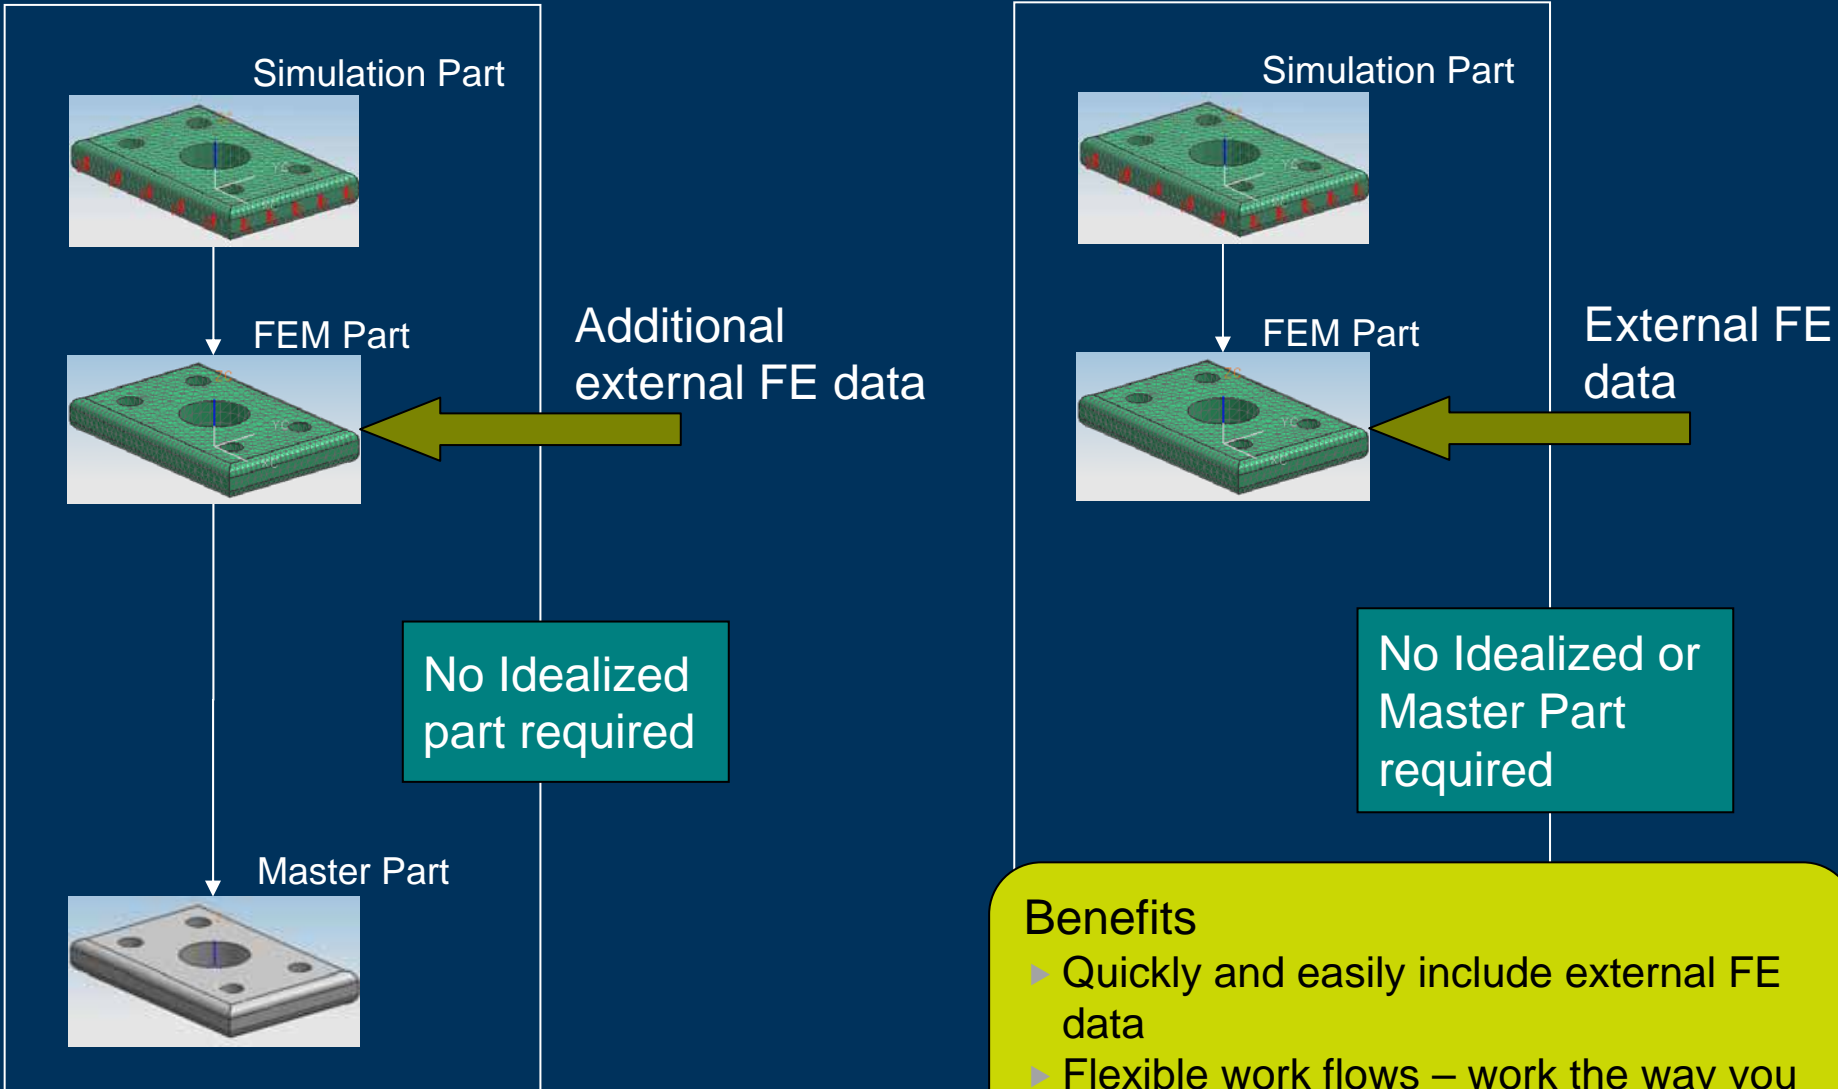 Simulation Part
FEM Part
Additional
external FE data
No Idealized
part required
Master Part
Simulation Part
FEM Part
External FE
data
No Idealized or
Master Part
required
Benefits
Quickly and easily include external FE
data
Flexible work flows – work the way you